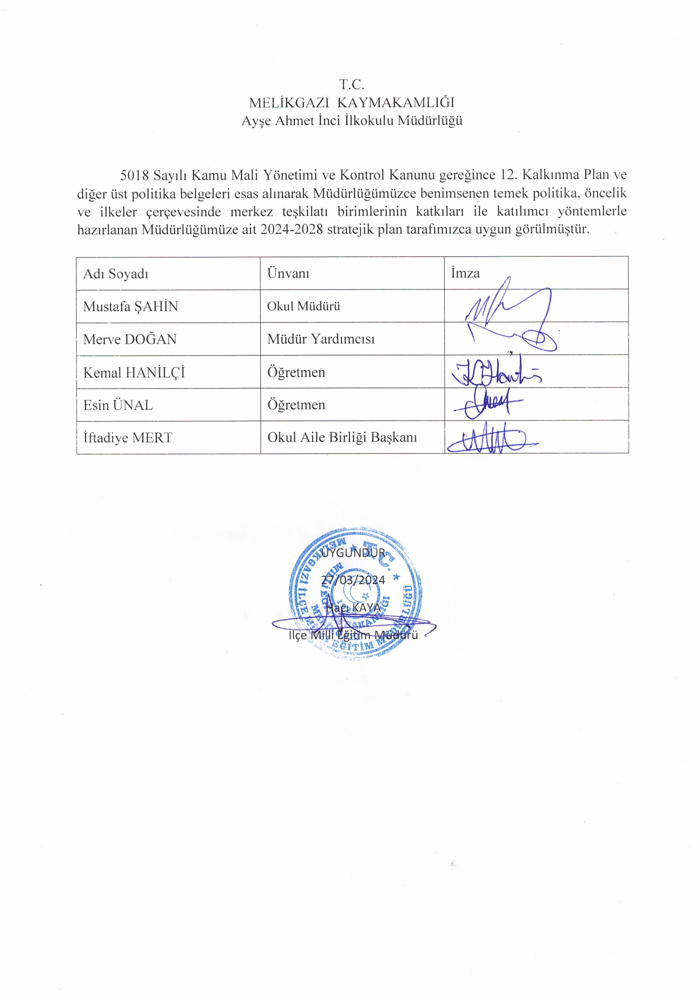 T.C.
MELİKGAZİ KAYMAKAMLIĞI
Ayşe Ahmet İnci İlkokulu Müdürlüğü
5018 Sayılı Kamu Mali Yönetimi ve Kontrol Kanunu gereğince 12. Kalkınma Plan ve
diğer üst politika belgeleri esas alınarak Müdürlüğümüzce benimsenen temek politika, öncelik
ve ilkeler çerçevesinde merkez teşkilatı birimlerinin katkıları ile katılımcı yöntemlerle
hazırlanan Müdürlüğümüze ait 2024-2028 stratejik plan tarafımızca uygun görülmüştür.
Adı Soyadı Ünvanı İmza
Mustafa ŞAHİN Okul Müdürü
Merve DOĞAN Müdür Yardımcısı
Kemal HANİLÇİ Öğretmen
Esin ÜNAL Öğretmen
İftadiye MERT Okul Aile Birliği Başkanı
UYGUNDUR
27/03/2024
Hacı KAYA
İlçe Milli Eğitim Müdürü
T.C.
MELİKGAZİ İLÇE MİLLİ EĞİTİM MÜDÜRLÜĞÜ